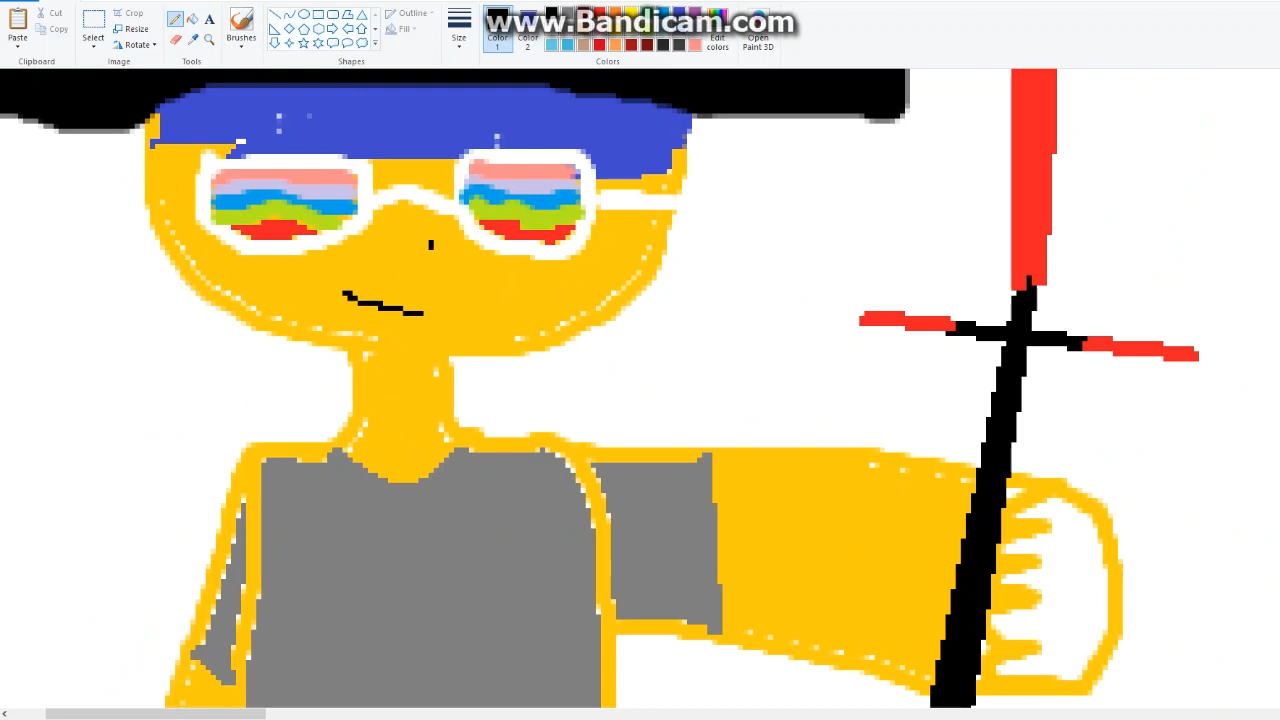 Paste
Cut
Copy
Clipboard
Select
Crop
Resize
Rotate
Image
A
Tools
Brushes
Outline
Fill
Shapes
Size
Color
1
Color
2
Edit
colors
Open
Paint 3D
Colors
www.Bandicam.com